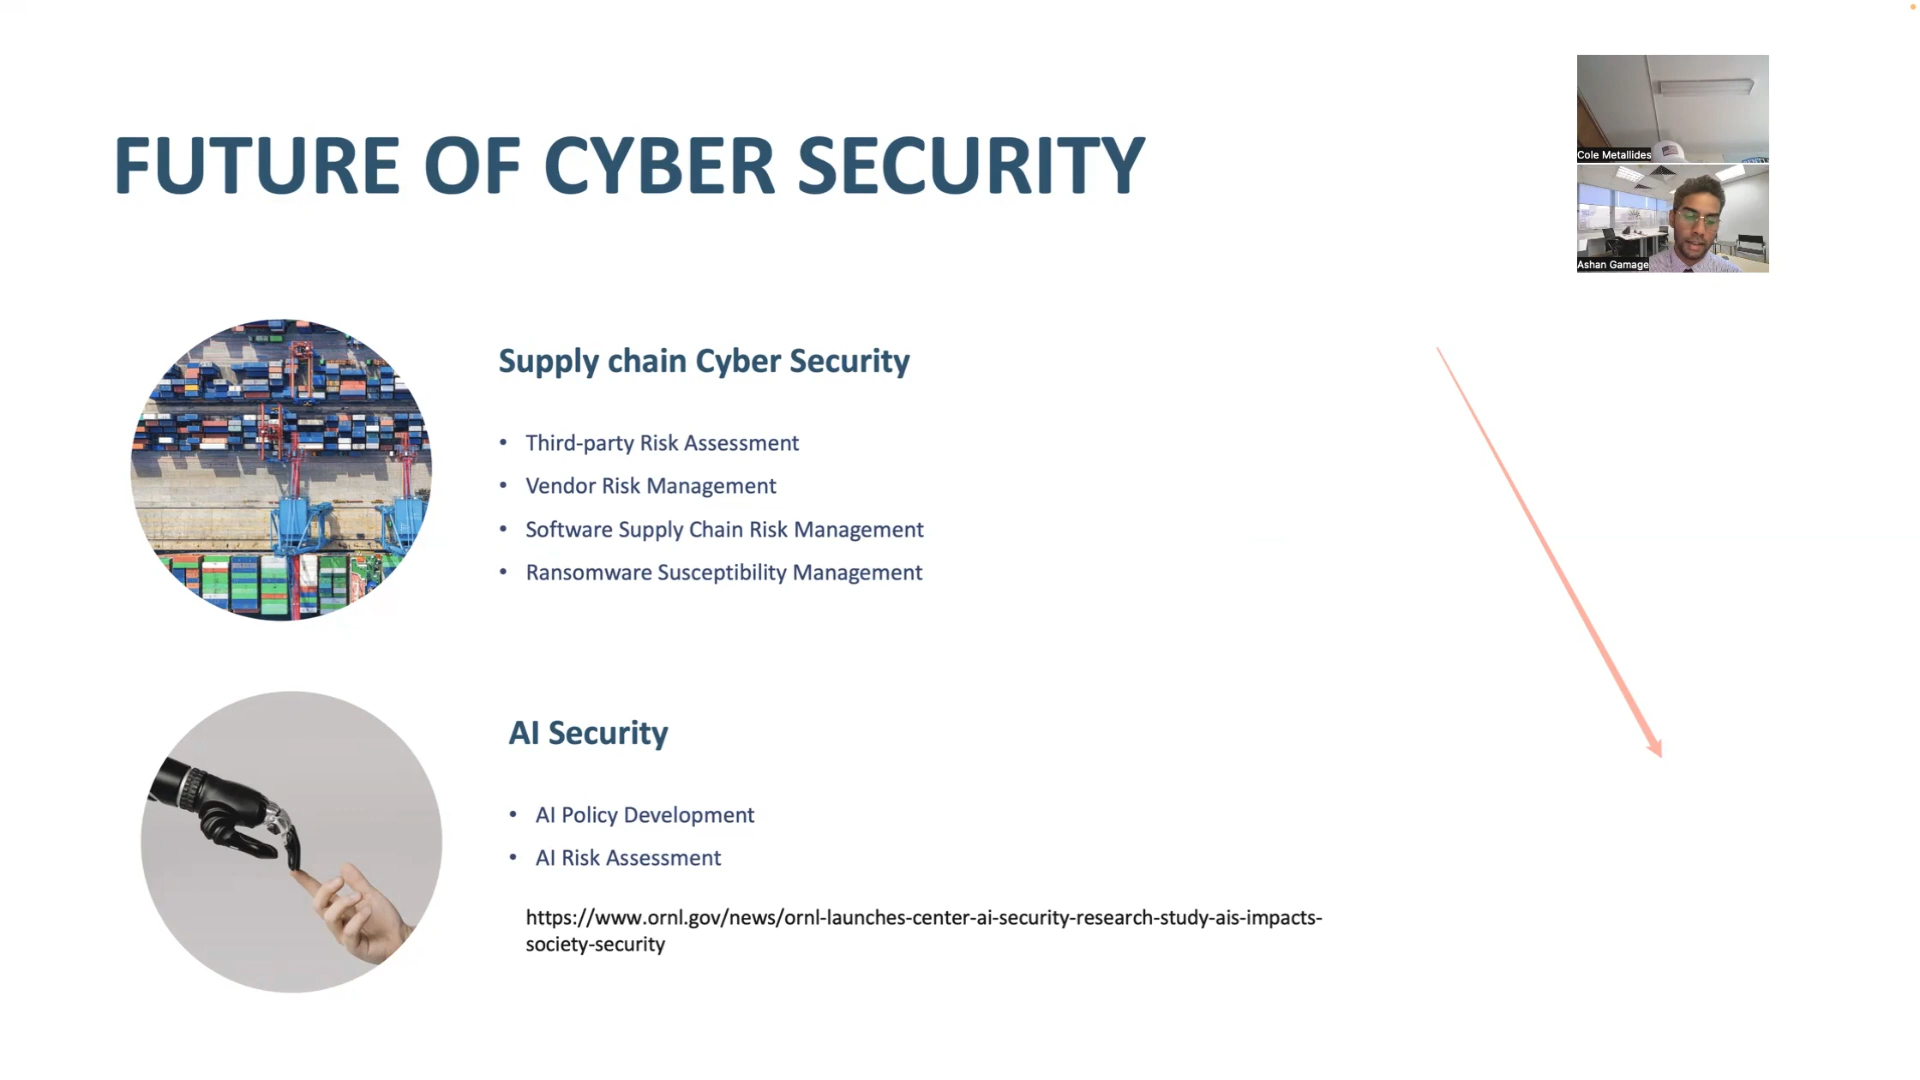 FUTURE OF CYBER SECURITY
Cole Metallides
Ashan Gamage
Supply chain Cyber Security
• Third-party Risk Assessment
• Vendor Risk Management
• Software Supply Chain Risk Management
• Ransomware Susceptibility Management
AI Security
• AI Policy Development
• AI Risk Assessment
https://www.ornl.gov/news/ornl-launches-center-ai-security-research-study-ais-impacts-
society-security